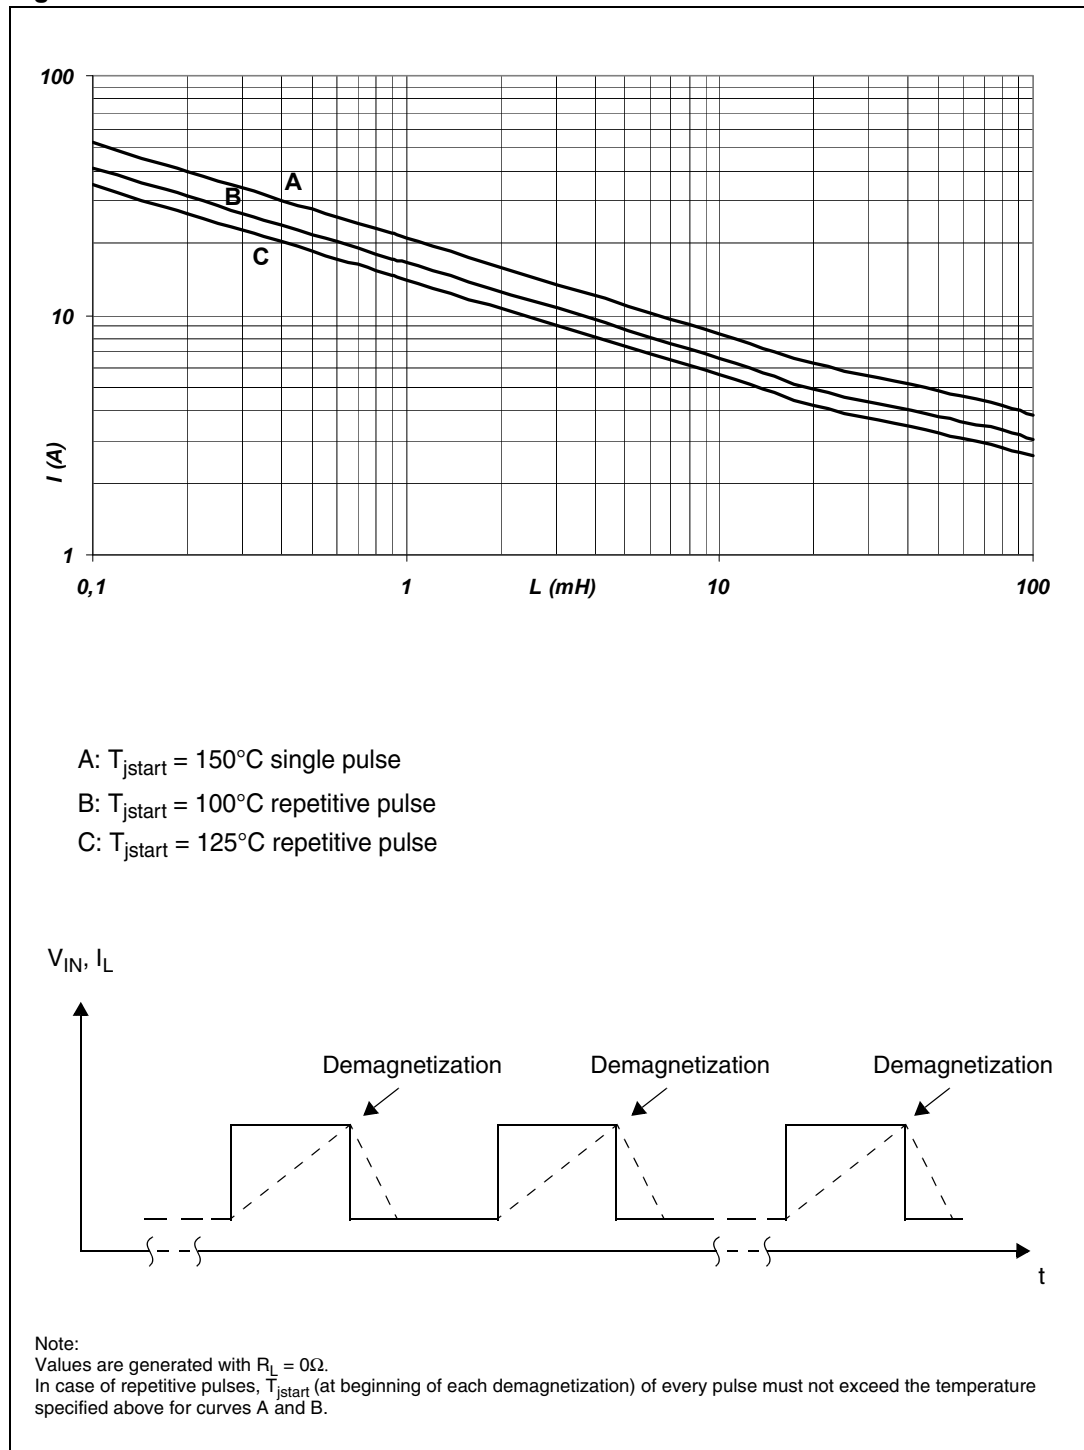 100
A
B
C
10
I (A)
1
0,1
1
L (mH)
10
100
A: Tjstart = 150°C single pulse
B: Tjstart = 100°C repetitive pulse
C: Tjstart = 125°C repetitive pulse
VIN, IL
Demagnetization
Demagnetization
Demagnetization
t
Note:
Values are generated with RL = 0Ω.
In case of repetitive pulses, Tjstart (at beginning of each demagnetization) of every pulse must not exceed the temperature
specified above for curves A and B.